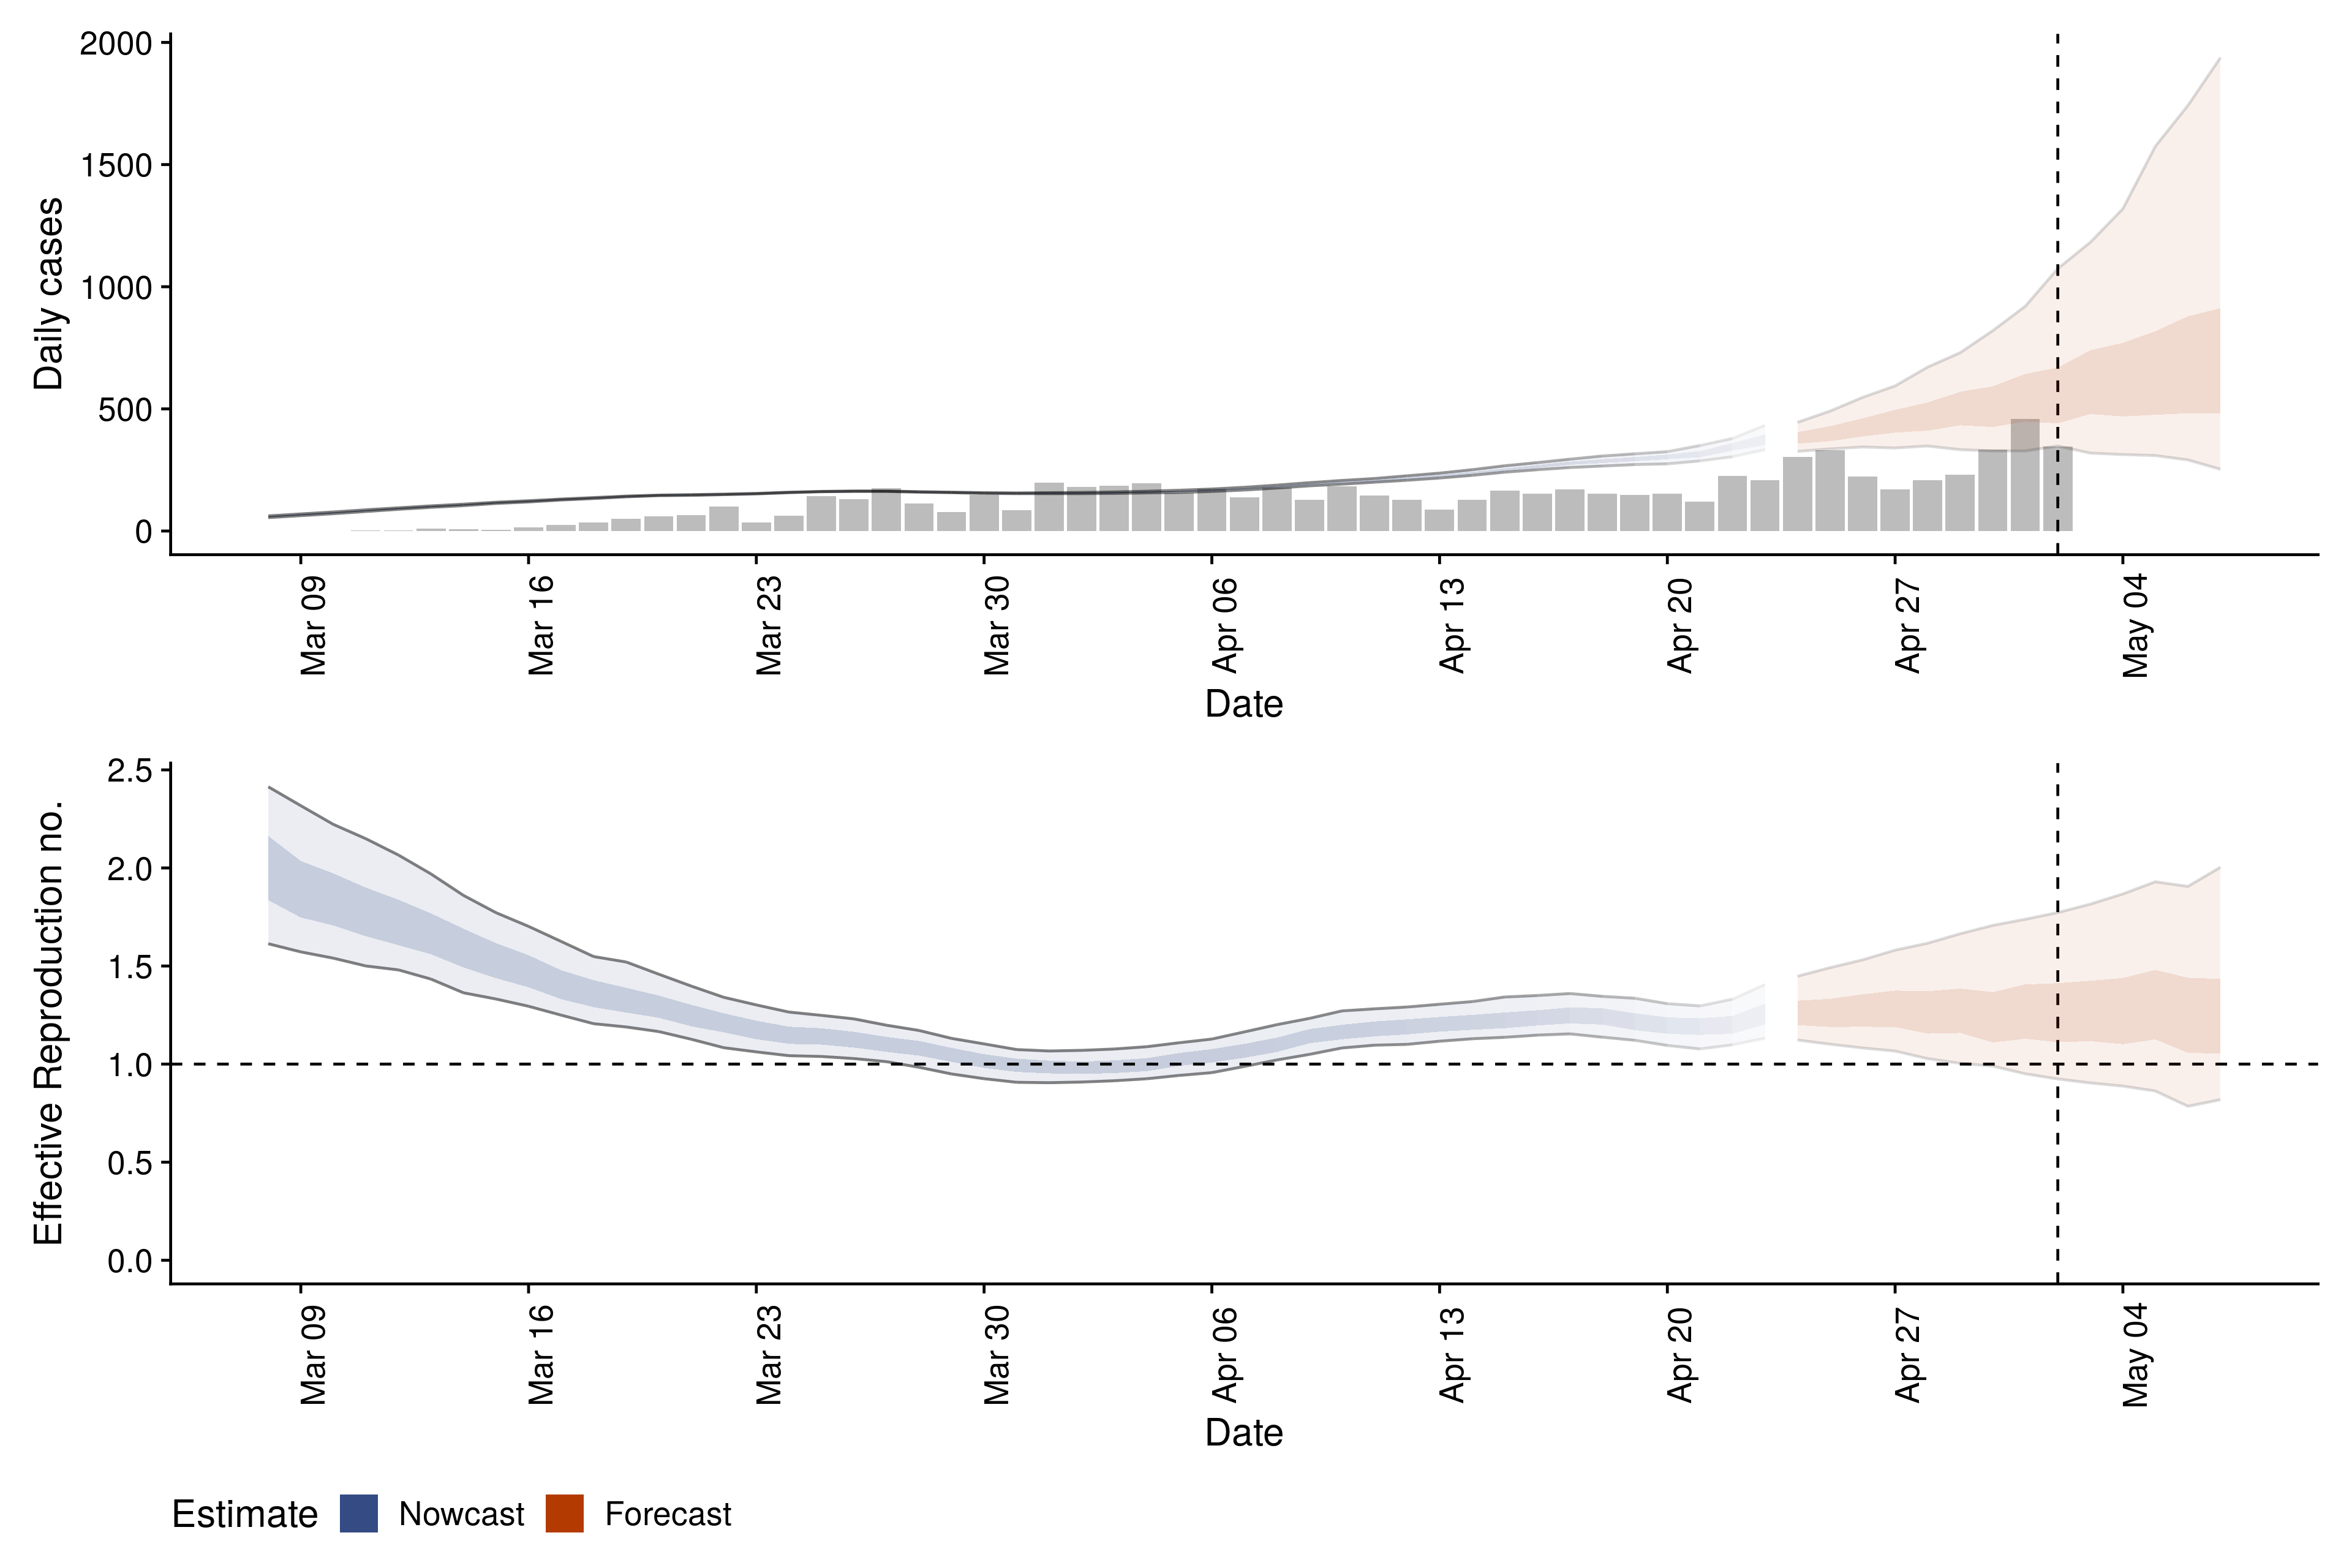 Daily cases
2000
1500
1000
500
0
Mar 09
Mar 16
Mar 23
Mar 30
Apr 06
Apr 13
Apr 20
Apr 27
May 04
Date
Effective Reproduction no.
2.5
2.0
1.5
1.0
0.5
0.0
Mar 09
Mar 16
Mar 23
Mar 30
Apr 06
Apr 13
Apr 20
Apr 27
May 04
Date
Estimate Nowcast Forecast